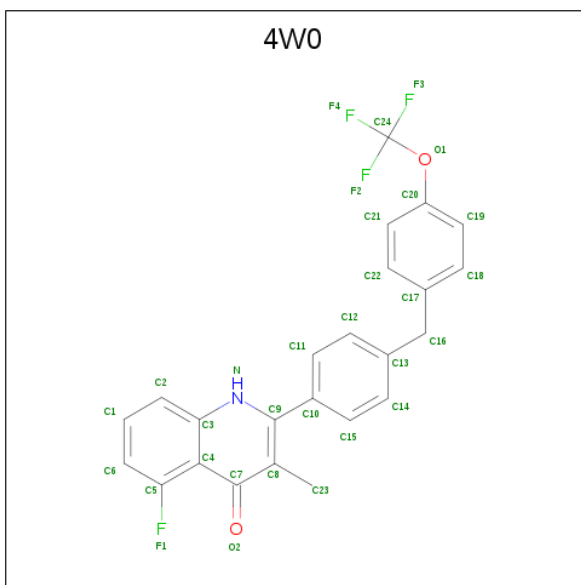 4W0
F3
F4 F
F C24
O1
F O
F2
C20
C21 C19
C22 C18
C17
C12
C16
C11 C13
N
H
C2 N C9 C10 C14
C1 C3 C15
C4
C6 C7 C8
C5 C23
F O
F1 O2